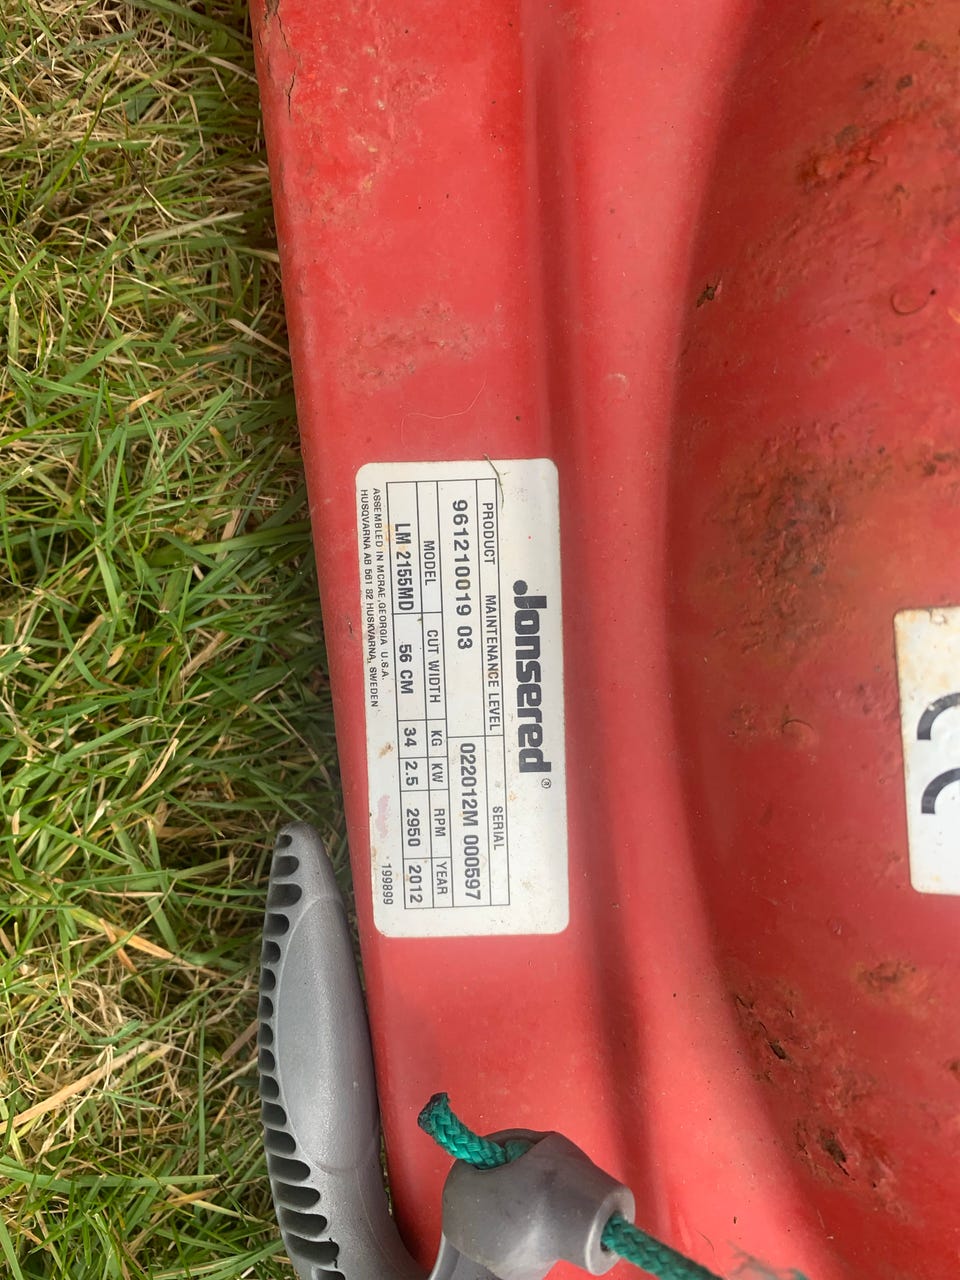 Jonsered®
PRODUCT MAINTENANCE LEVEL SERIAL
961210019 03 022012M 000597
MODEL CUT WIDTH KG KW RPM YEAR
LM 2155MD 56 CM 34 2.5 2950 2012
ASSEMBLED IN MCRAE, GEORGIA U.S.A.
HUSQVARNA AB 561 82 HUSKVARNA, SWEDEN
199899
CE